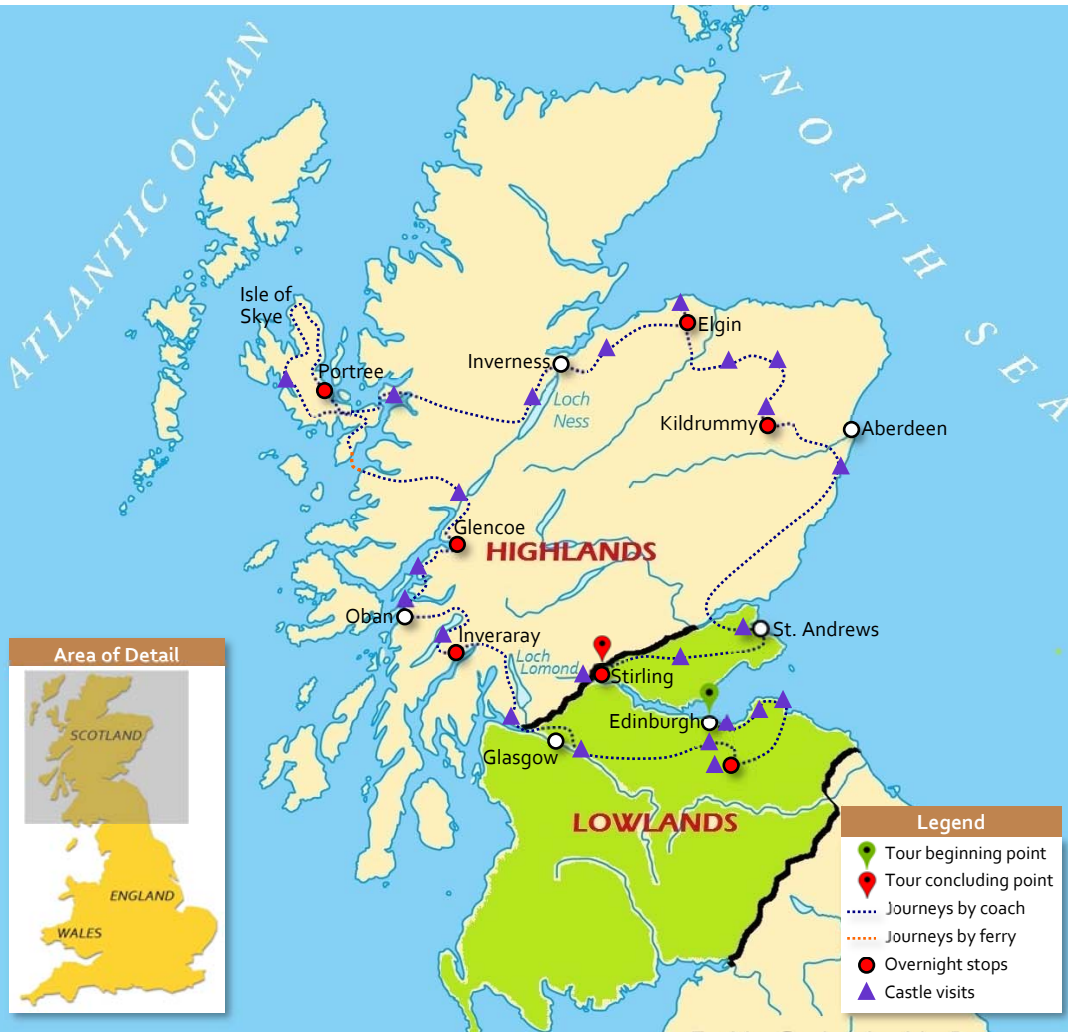 ATLANTIC OCEAN
NORTH SEA
Isle of
Skye
Portree
Inverness
Loch
Ness
Elgin
Kildrummy
Aberdeen
Glencoe
HIGHLANDS
Oban
Inveraray
Loch
Lomond
St. Andrews
Stirling
Edinburgh
Glasgow
LOWLANDS
Area of Detail
SCOTLAND
ENGLAND
WALES
Legend
Tour beginning point
Tour concluding point
Journeys by coach
Journeys by ferry
Overnight stops
Castle visits